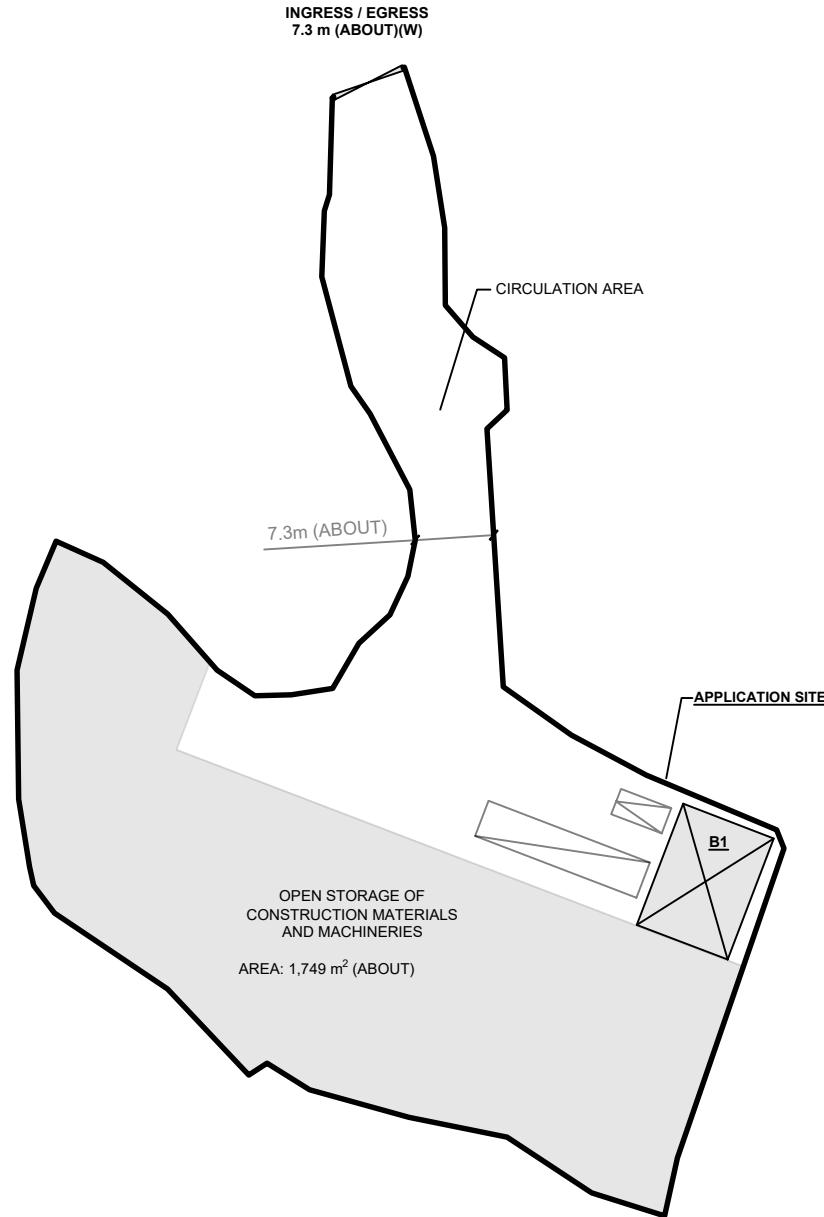 INGRESS / EGRESS
7.3 m (ABOUT)(W)
CIRCULATION AREA
7.3m (ABOUT)
APPLICATION SITE
B1
OPEN STORAGE OF
CONSTRUCTION MATERIALS
AND MACHINERIES
AREA: 1,749 m² (ABOUT)